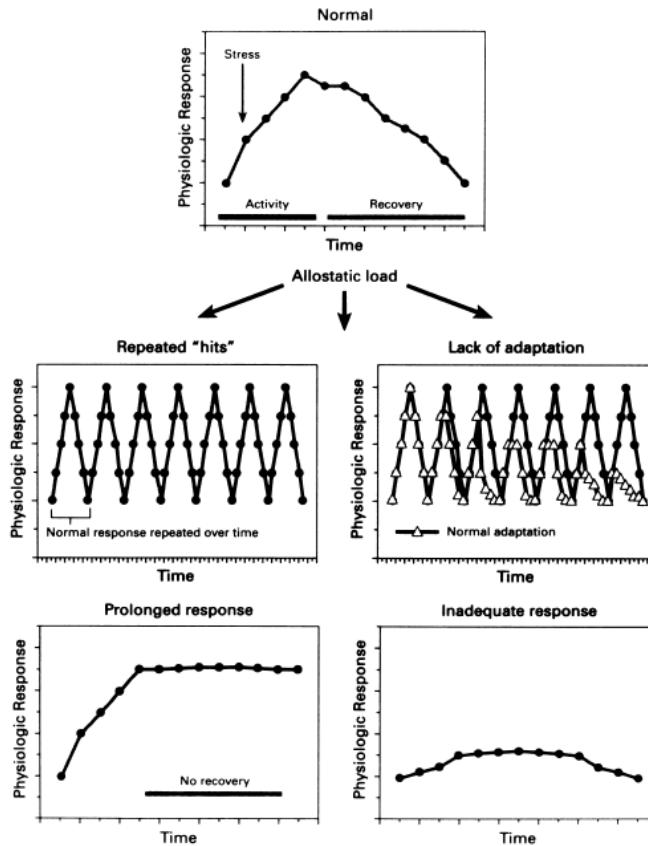 Normal
Physiologic Response
Stress
Activity
Recovery
Time
Allostatic load
Repeated "hits"
Physiologic Response
Normal response repeated over time
Time
Lack of adaptation
Physiologic Response
Normal adaptation
Time
Prolonged response
Physiologic Response
No recovery
Time
Inadequate response
Physiologic Response
Time